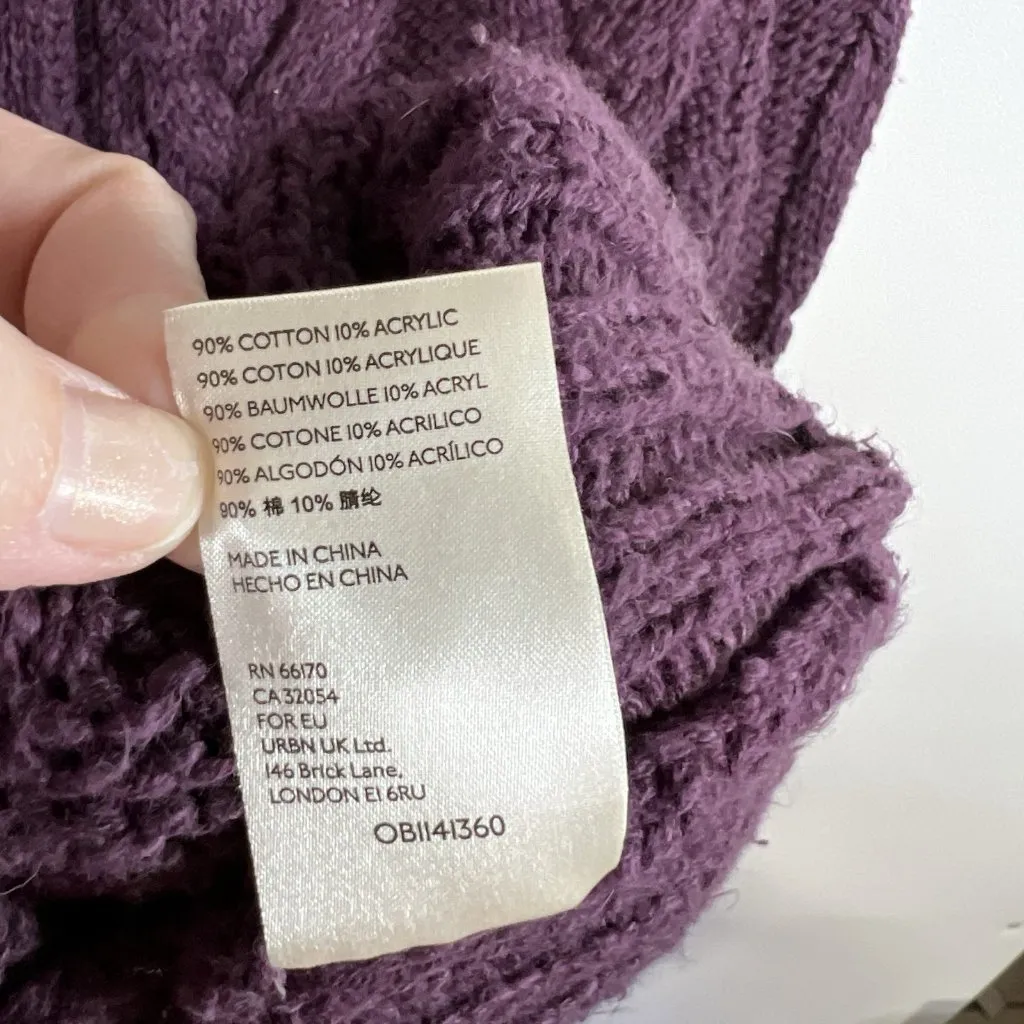 90% COTTON 10% ACRYLIC
90% COTON 10% ACRYLIQUE
90% BAUMWOLLE 10% ACRYL
90% COTONE 10% ACRILICO
90% ALGODÓN 10% ACRÍLICO
90% 棉 10% 腈纶
MADE IN CHINA
HECHO EN CHINA
RN 66170
CA 32054
FOR EU
URBN UK Ltd.
146 Brick Lane,
LONDON E1 6RU
OB1141360